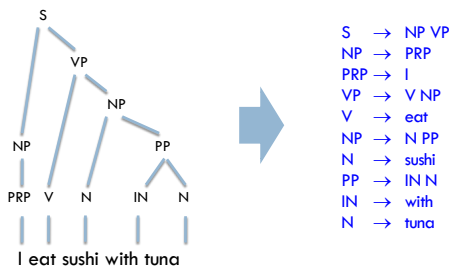 S
VP
NP
NP PP
PRP V N IN N
I eat sushi with tuna
S → NP VP
NP → PRP
PRP → I
VP → V NP
V → eat
NP → N PP
N → sushi
PP → IN N
IN → with
N → tuna